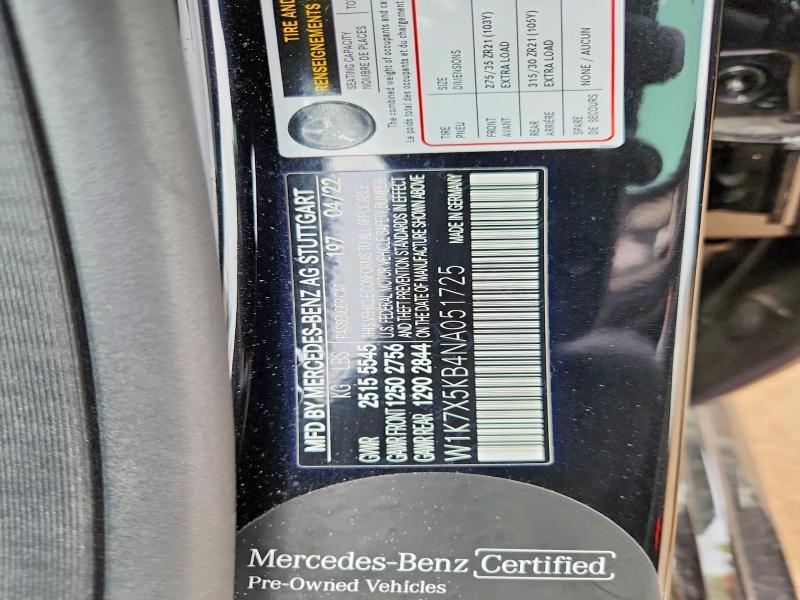 TIRE AND
RENSEIGNEMENTS
SEATING CAPACITY
NOMBRE DE PLACES
The combined weight of occupants and ca
Le poids total des occupants et du chargement
TIRE SIZE
PNEU DIMENSIONS
FRONT 275/35 ZR21 (103Y)
AVANT EXTRA LOAD
REAR 315/30 ZR21 (105Y)
ARRIÈRE EXTRA LOAD
SPARE NONE / AUCUN
DE SECOURS
MFD BY MERCEDES-BENZ AG STUTTGART
KG LBS PASSENGER CAR 197 04/22
GVWR 2515 5545 THIS VEHICLE CONFORMS TO ALL APPLICABLE
GAWR FRONT 1250 2756 U.S. FEDERAL MOTOR VEHICLE SAFETY BUMPER
AND THEFT PREVENTION STANDARDS IN EFFECT
GAWR REAR 1290 2844 ON THE DATE OF MANUFACTURE SHOWN ABOVE
W1K7X5KB4NA051725 MADE IN GERMANY
Mercedes-Benz Certified
Pre-Owned Vehicles